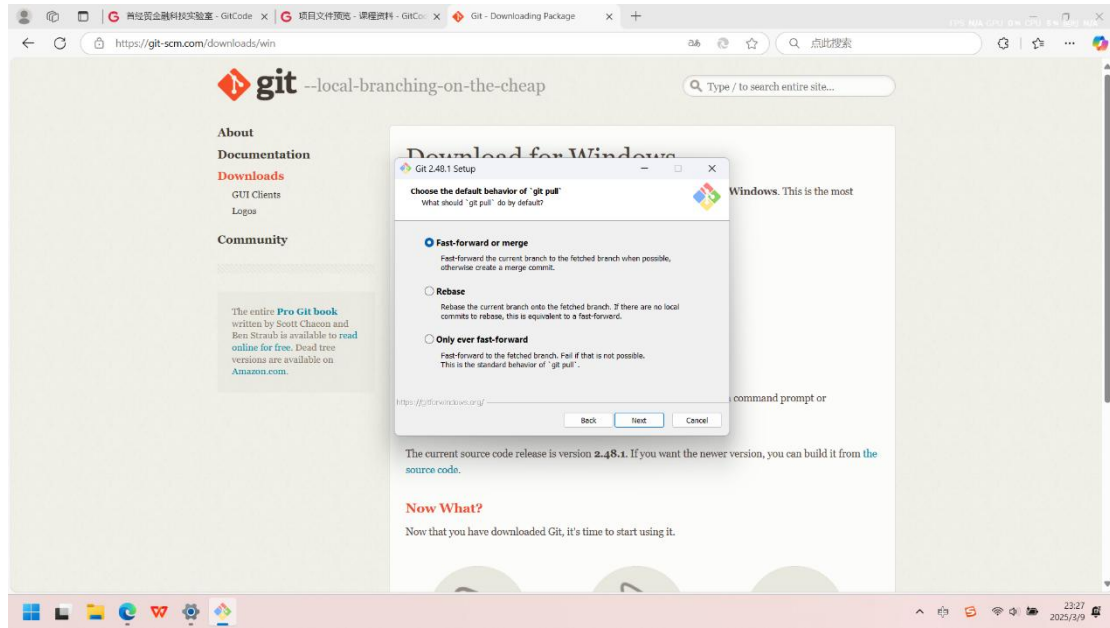 首经贸金融科技实验室 - GitCode
项目文件预览 - 课程资料 - GitCo
Git - Downloading Package
https://git-scm.com/downloads/win
点此搜索
git --local-branching-on-the-cheap
Type / to search entire site...
About
Documentation
Downloads
GUI Clients
Logos
Community
The entire Pro Git book
written by Scott Chacon and
Ben Straub is available to read
online for free. Dead tree
versions are available on
Amazon.com.
Download for Windows
Windows. This is the most
Git 2.48.1 Setup
Choose the default behavior of `git pull`
What should `git pull` do by default?
Fast-forward or merge
Fast-forward the current branch to the fetched branch when possible,
otherwise create a merge commit.
Rebase
Rebase the current branch onto the fetched branch. If there are no local
commits to rebase, this is equivalent to a fast-forward.
Only ever fast-forward
Fast-forward to the fetched branch. Fail if that is not possible.
This is the standard behavior of `git pull`.
https://gitforwindows.org/
Back
Next
Cancel
command prompt or
The current source code release is version 2.48.1. If you want the newer version, you can build it from the
source code.
Now What?
Now that you have downloaded Git, it's time to start using it.
23:27
2025/3/9